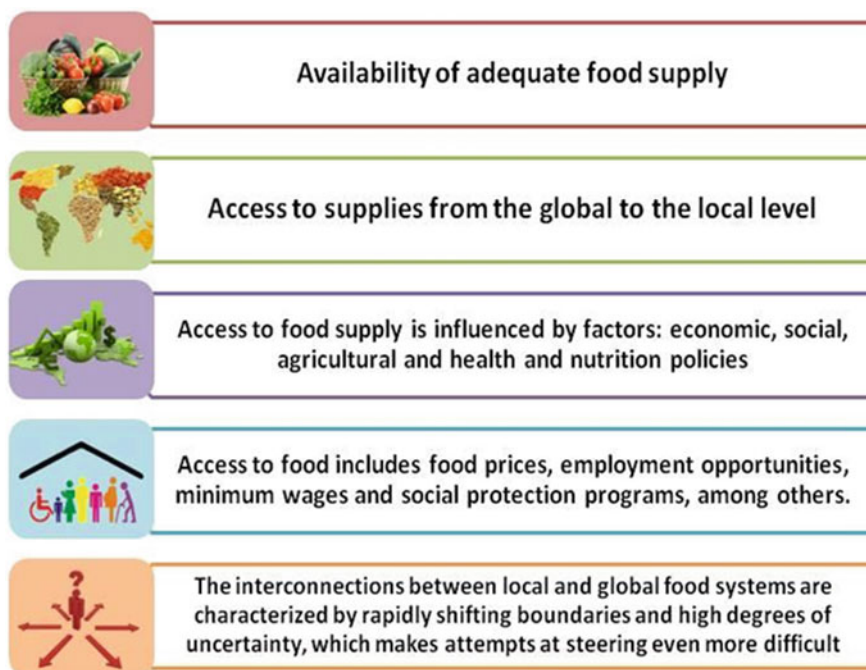 Availability of adequate food supply
Access to supplies from the global to the local level
Access to food supply is influenced by factors: economic, social,
agricultural and health and nutrition policies
Access to food includes food prices, employment opportunities,
minimum wages and social protection programs, among others.
?
The interconnections between local and global food systems are
characterized by rapidly shifting boundaries and high degrees of
uncertainty, which makes attempts at steering even more difficult